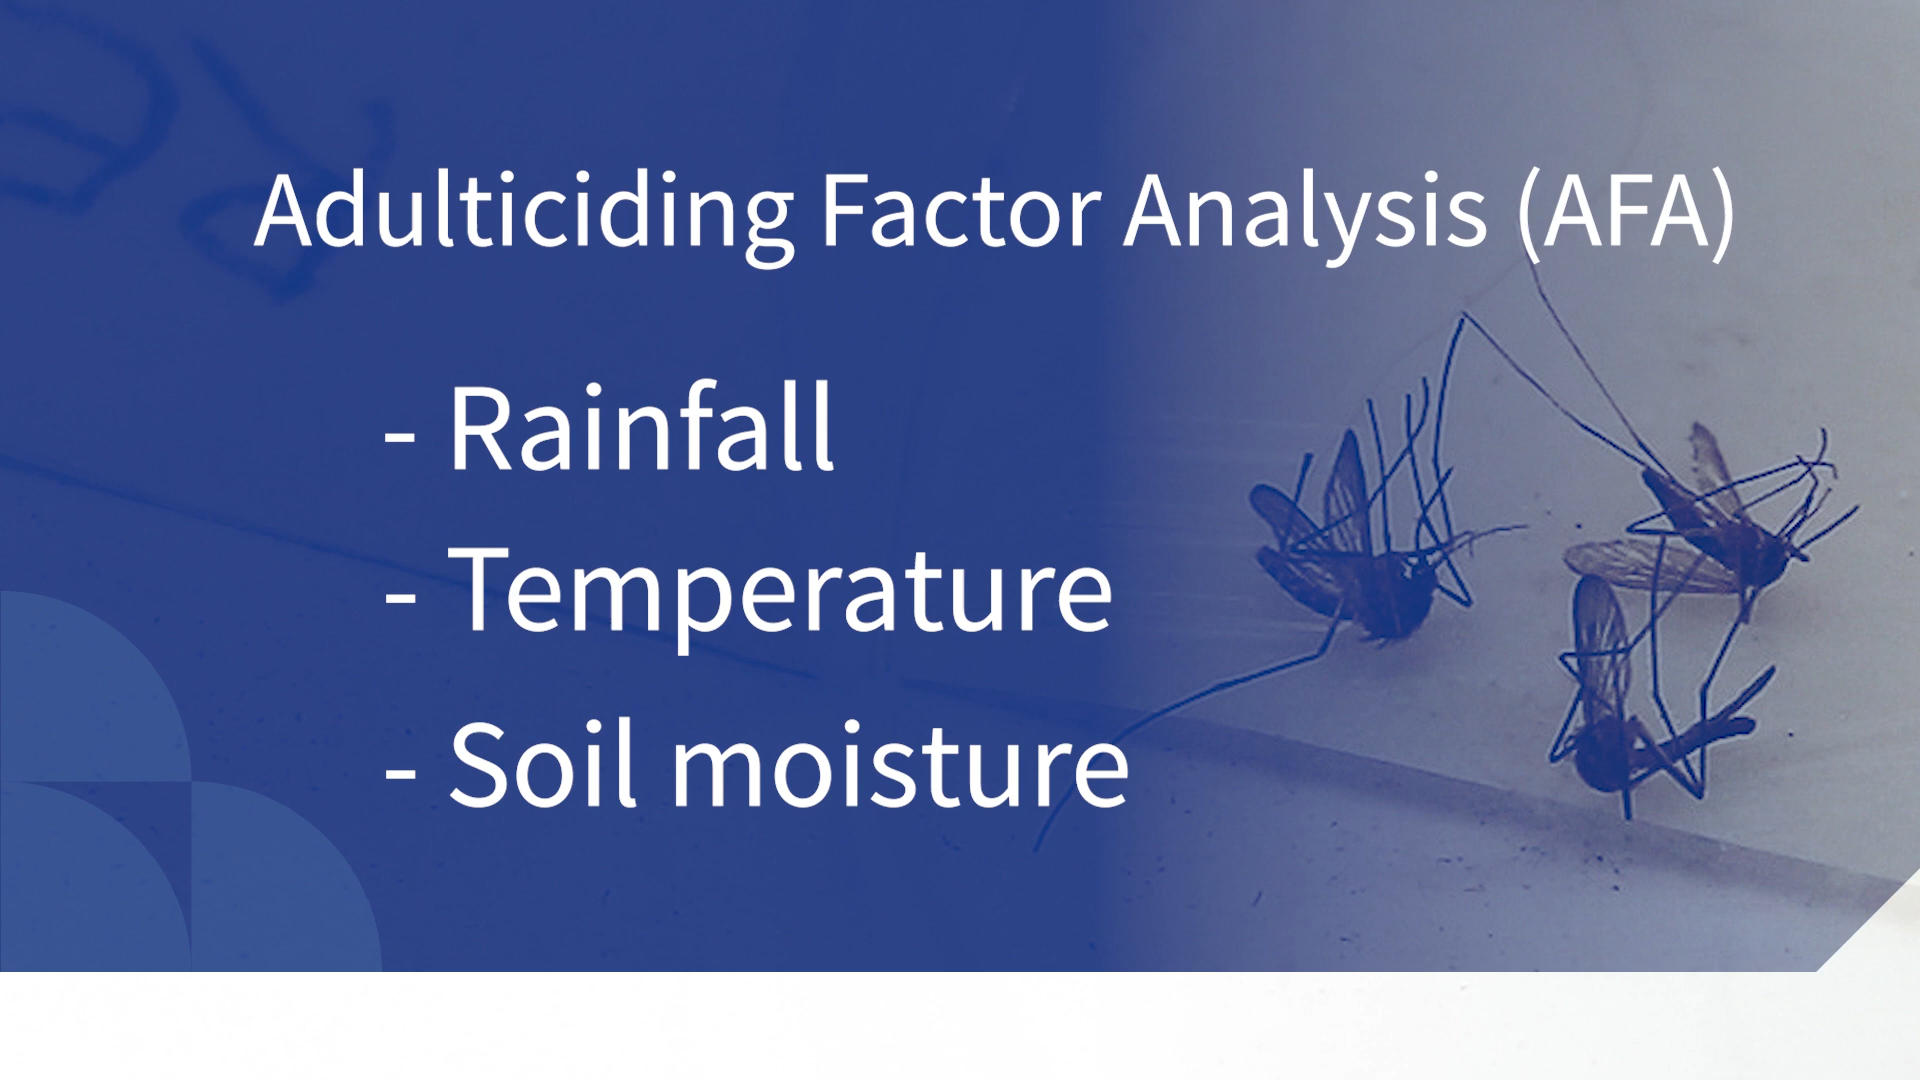 Adulticiding Factor Analysis (AFA)
- Rainfall
- Temperature
- Soil moisture